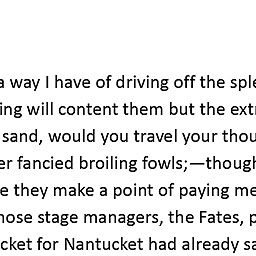 a way I have of driving off the sple
ing will content them but the ext
sand, would you travel your thou
er fancied broiling fowls;—though
e they make a point of paying me
hose stage managers, the Fates, p
cket for Nantucket had already sa